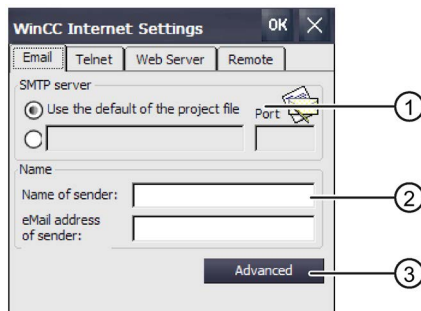 WinCC Internet Settings OK
Email Telnet Web Server Remote
SMTP server
Use the default of the project file Port
Name
Name of sender:
eMail address
of sender:
Advanced
1
2
3